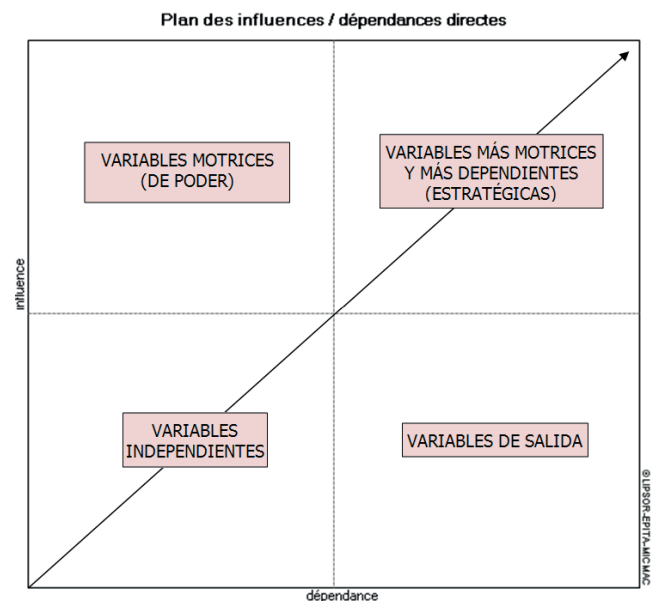 Plan des influences / dépendances directes
VARIABLES MOTRICES
(DE PODER)
VARIABLES MÁS MOTRICES
Y MÁS DEPENDIENTES
(ESTRATÉGICAS)
influence
VARIABLES
INDEPENDIENTES
VARIABLES DE SALIDA
© LIPSOR-EPITA-MICMAC
dépendance